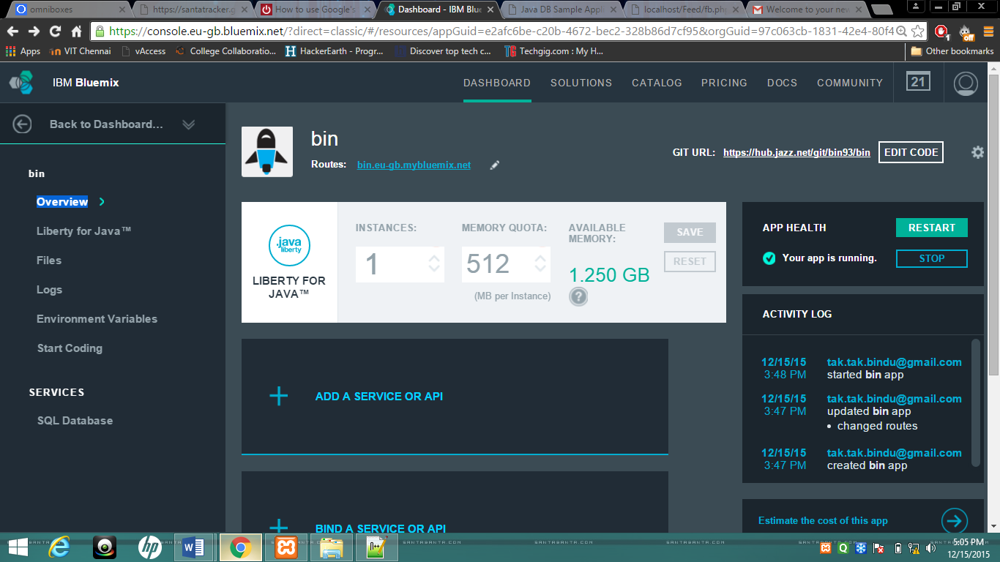 omniboxes
https://santatracker.g
How to use Google's
Dashboard - IBM Blue
Java DB Sample Appli
localhost/Feed/fb.php
Welcome to your new
https://console.eu-gb.bluemix.net/?direct=classic/#/resources/appGuid=e2afc6be-c20b-4672-bec2-328b86d7cf95&orgGuid=97c063cb-1831-42e4-80f4
1
off
Apps
VIT Chennai
vAccess
College Collaboratio...
HackerEarth - Progr...
Discover top tech c...
Techgig.com : My H...
Other bookmarks
IBM Bluemix
DASHBOARD
SOLUTIONS
CATALOG
PRICING
DOCS
COMMUNITY
21
Back to Dashboard...
bin
Overview
Liberty for Java™
Files
Logs
Environment Variables
Start Coding
SERVICES
SQL Database
bin
Routes: bin.eu-gb.mybluemix.net
GIT URL: https://hub.jazz.net/git/bin93/bin
EDIT CODE
.java
liberty
LIBERTY FOR
JAVA™
INSTANCES:
1
MEMORY QUOTA:
512
(MB per Instance)
AVAILABLE
MEMORY:
1.250 GB
?
SAVE
RESET
APP HEALTH
RESTART
Your app is running.
STOP
ACTIVITY LOG
12/15/15 tak.tak.bindu@gmail.com
3:48 PM started bin app
12/15/15 tak.tak.bindu@gmail.com
3:47 PM updated bin app
• changed routes
12/15/15 tak.tak.bindu@gmail.com
3:47 PM created bin app
ADD A SERVICE OR API
BIND A SERVICE OR API
Estimate the cost of this app
SANTABANTA.COM
SANTABANTA.COM
SANTABANTA.COM
5:05 PM
12/15/2015